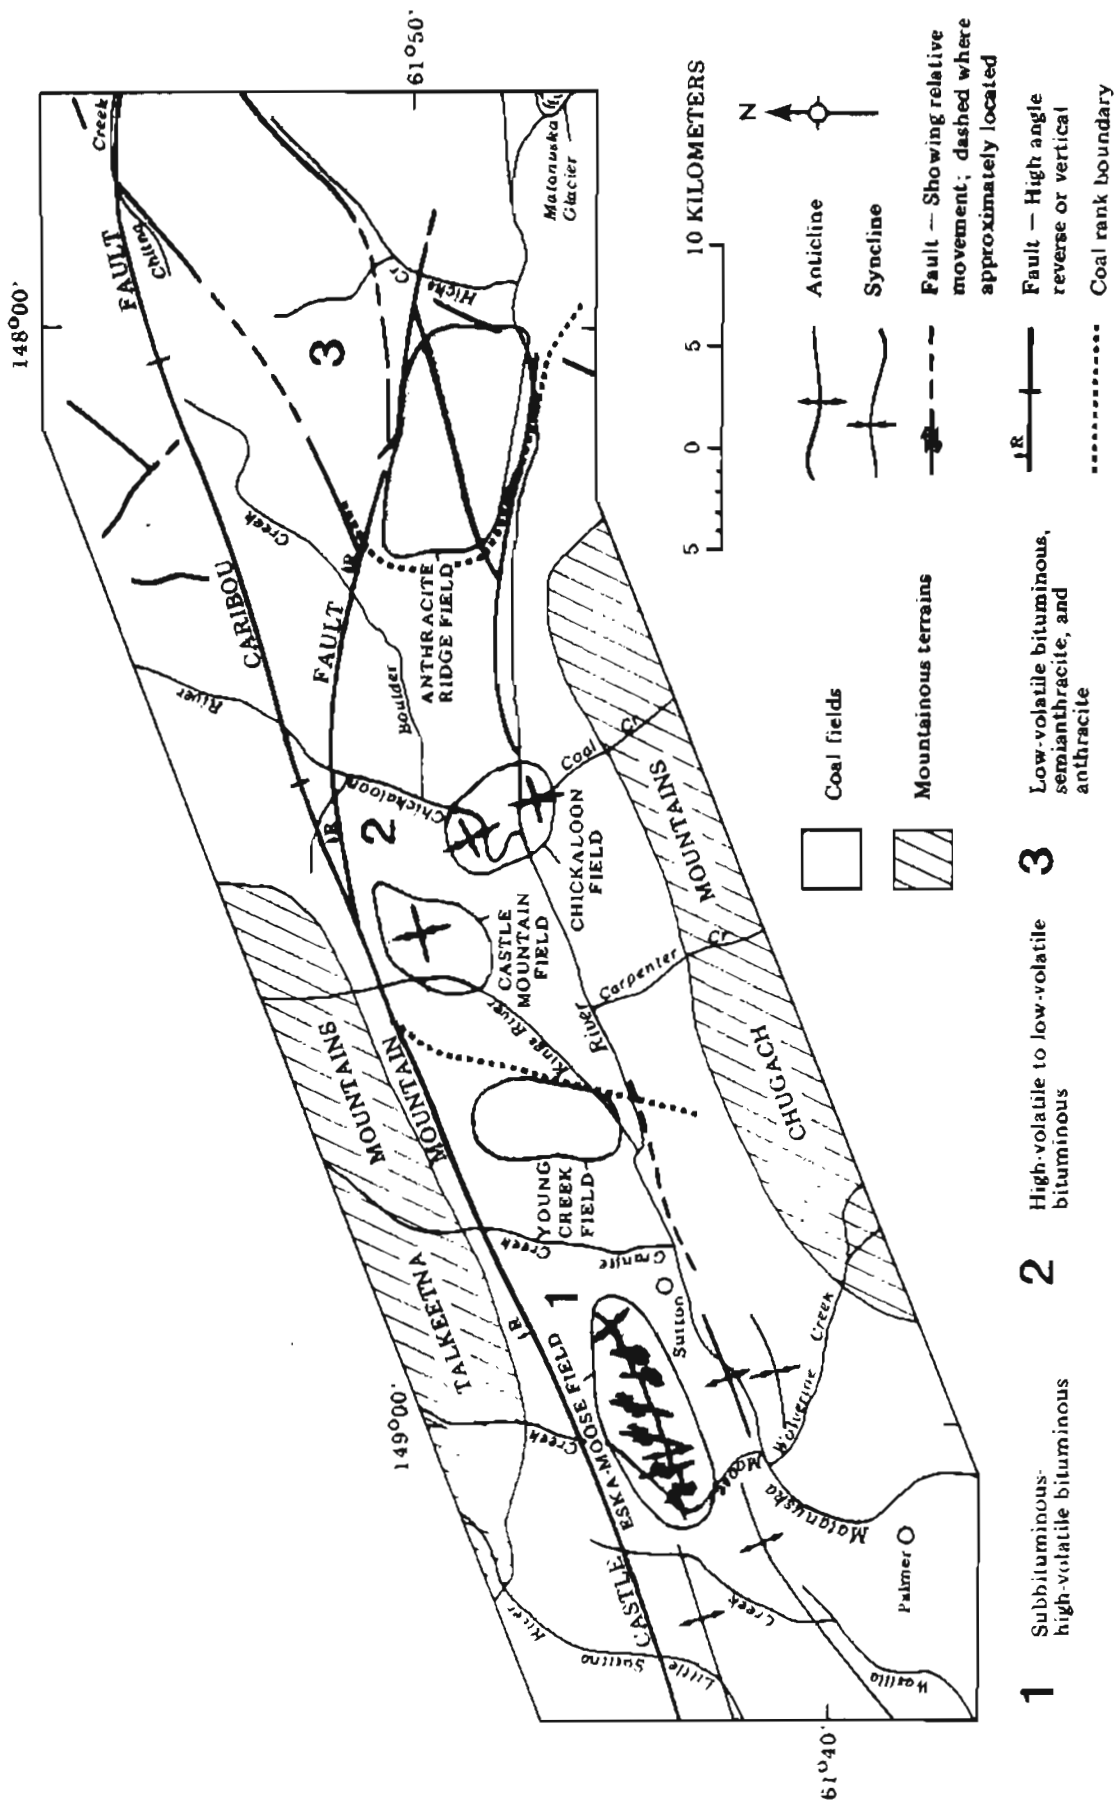 148°00'
61°50'
149°00'
61°40'
Creek
FAULT
Chitna
CARIBOU
Creek
River
3
Hicks
Cr
Matanuska
Glacier
FAULT
R
ANTHRACITE
RIDGE FIELD
Boulder
Chickaloon
R
2
Coal
Cr
CHICKALOON
FIELD
CASTLE
MOUNTAIN
FIELD
Kings River
River
Carpenter
Cr
MOUNTAINS
CHUGACH
TALKEETNA
MOUNTAINS
MOUNTAIN
YOUNG
CREEK
FIELD
Creek
Granite
1
R
Sutton
ESKA-MOOSE FIELD
Creek
Moose
Wolverine
Creek
Matanuska
Palmer
CASTLE
River
Susitna
Little
Creek
Wasilla
5 0 5 10 KILOMETERS
N
Coal fields
Mountainous terrains
Anticline
Syncline
Fault — Showing relative
movement; dashed where
approximately located
R
Fault — High angle
reverse or vertical
Coal rank boundary
1
Subbituminous-
high-volatile bituminous
2
High-volatile to low-volatile
bituminous
3
Low-volatile bituminous,
semianthracite, and
anthracite